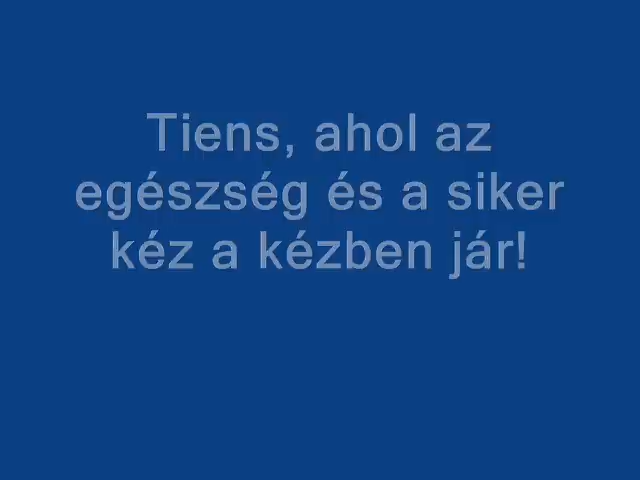 Tiens, ahol az
egészség és a siker
kéz a kézben jár!